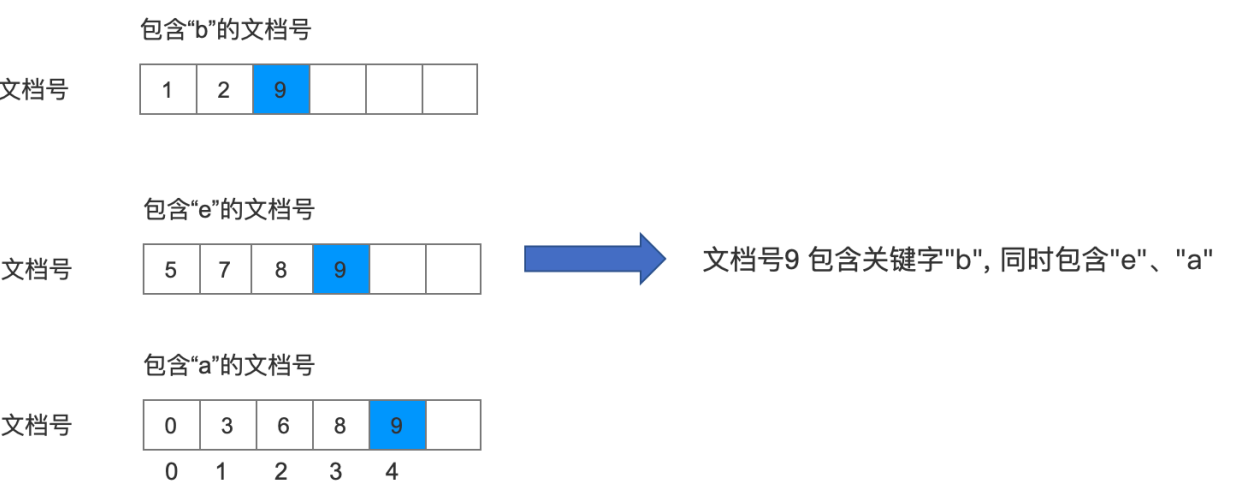 包含“b”的文档号
文档号 1 2 9
包含“e”的文档号
文档号 5 7 8 9
文档号9 包含关键字"b", 同时包含"e"、"a"
包含“a”的文档号
文档号 0 3 6 8 9
0 1 2 3 4